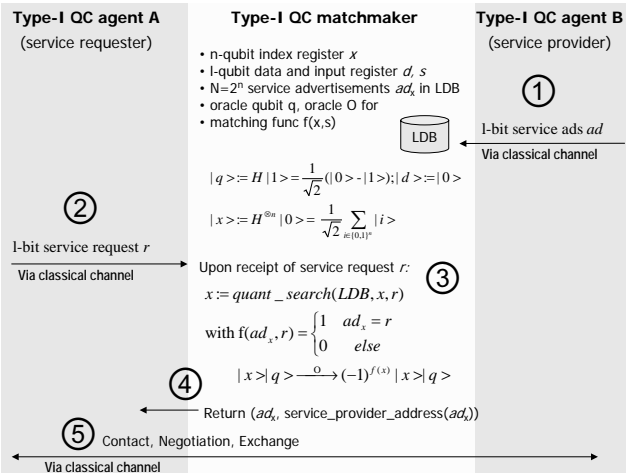 Type-I QC agent A
(service requester)
Type-I QC matchmaker
Type-I QC agent B
(service provider)
• n-qubit index register x
• l-qubit data and input register d, s
• N=2ⁿ service advertisements adₓ in LDB
• oracle qubit q, oracle O for
• matching func f(x,s)
1
LDB
l-bit service ads ad
Via classical channel
| q >:= H | 1 >= 1/√2 (| 0 > - | 1 >); | d >:=| 0 >
2
| x >:= H^{⊗n} | 0 >= 1/√2 ∑_{i∈{0,1}^n} | i >
l-bit service request r
Via classical channel
Upon receipt of service request r:
3
x := quant _ search(LDB, x, r)
with f(adₓ, r) = {1 adₓ = r
0 else
| x >| q > —O→ (-1)^{f(x)} | x >| q >
4
Return (adₓ, service_provider_address(adₓ))
5
Contact, Negotiation, Exchange
Via classical channel